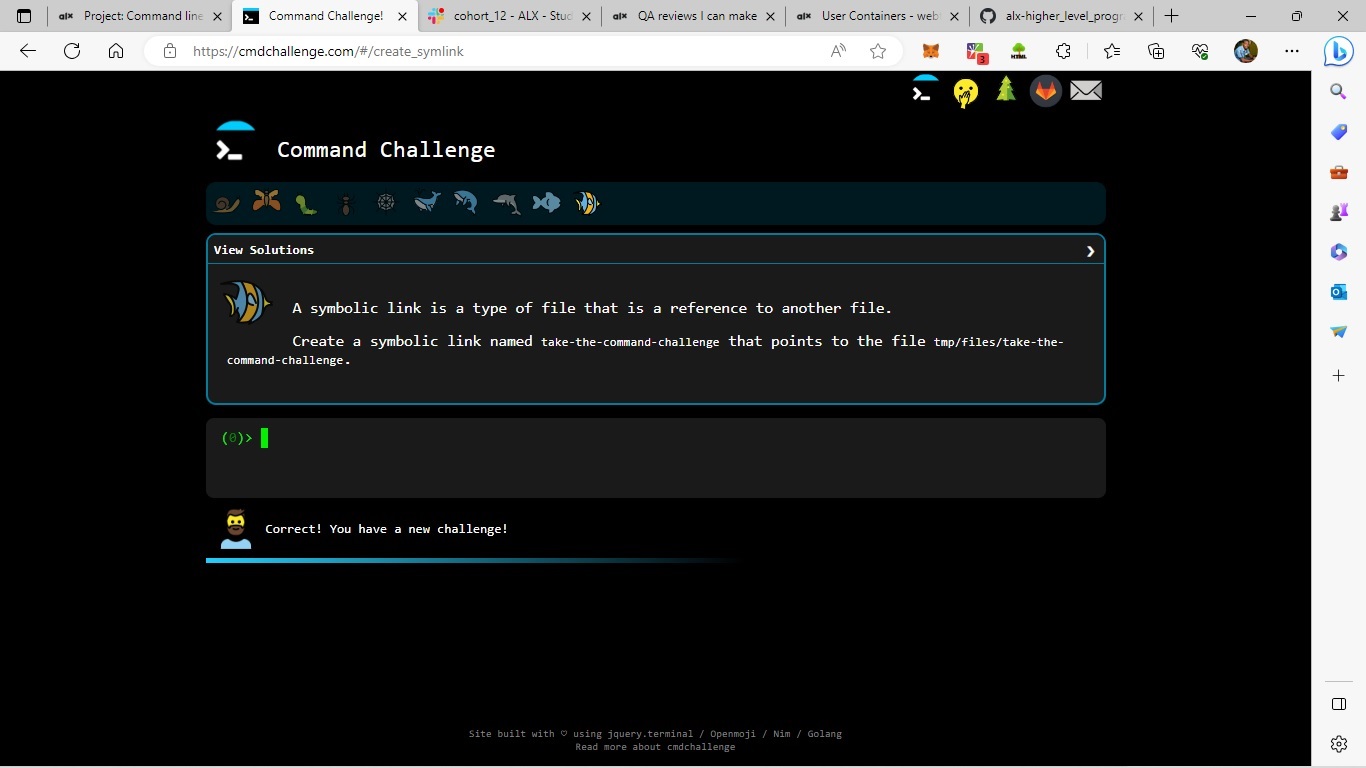 Project: Command line
Command Challenge!
cohort_12 - ALX - Stud
QA reviews I can make
User Containers - web
alx-higher_level_progr
https://cmdchallenge.com/#/create_symlink
3
HTML
Command Challenge
View Solutions
A symbolic link is a type of file that is a reference to another file.
Create a symbolic link named take-the-command-challenge that points to the file tmp/files/take-the-
command-challenge.
(0)>
Correct! You have a new challenge!
Site built with ♡ using jquery.terminal / Openmoji / Nim / Golang
Read more about cmdchallenge